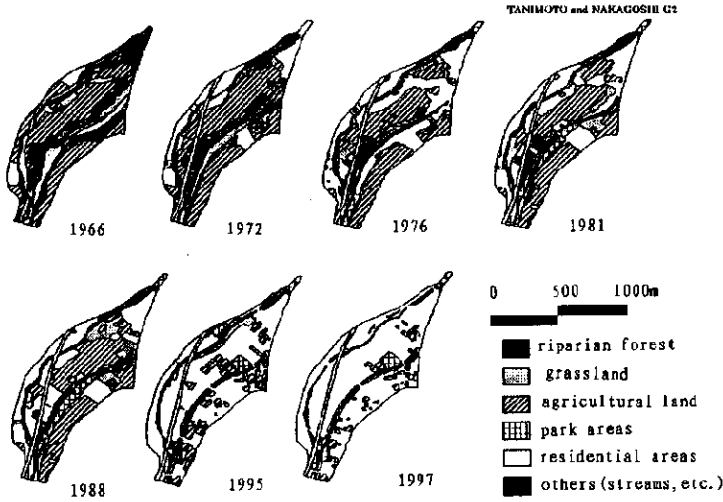 TANIMOTO and NAKAGOSHI G2
1966
1972
1976
1981
1988
1995
1997
0 500 1000m
riparian forest
grassland
agricultural land
park areas
residential areas
others(streams,etc.)